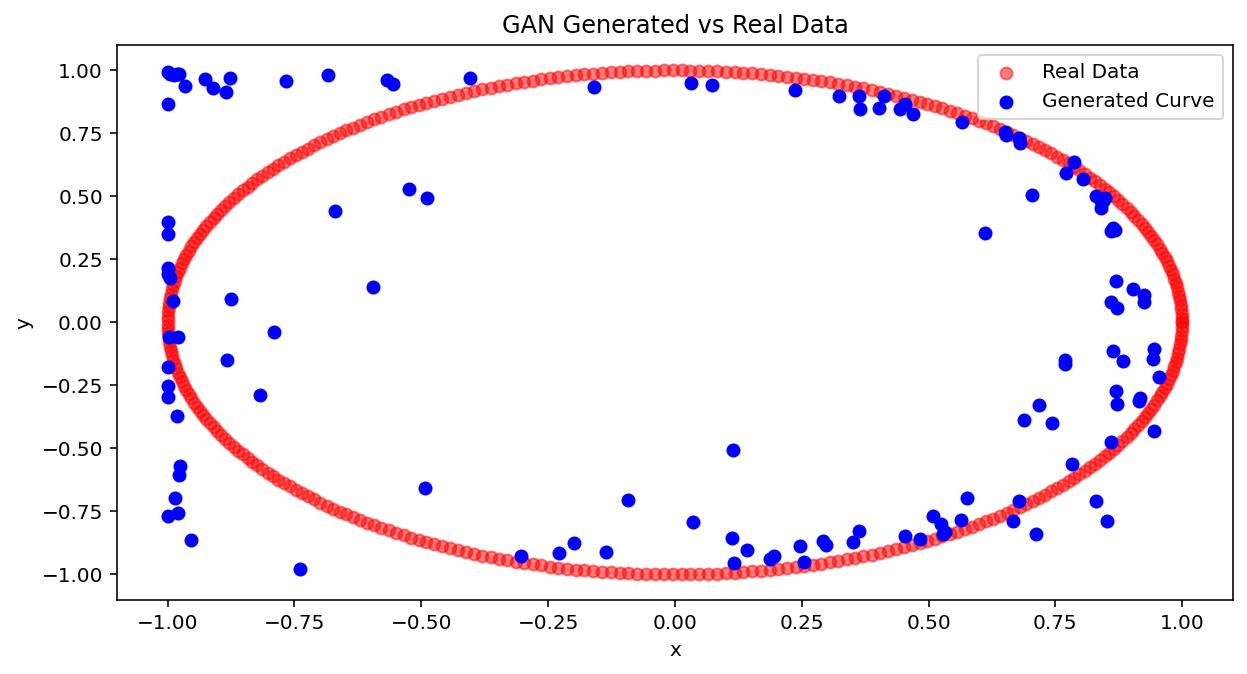 GAN Generated vs Real Data
Real Data
Generated Curve
1.00
0.75
0.50
0.25
0.00
−0.25
−0.50
−0.75
−1.00
y
−1.00 −0.75 −0.50 −0.25 0.00 0.25 0.50 0.75 1.00
x